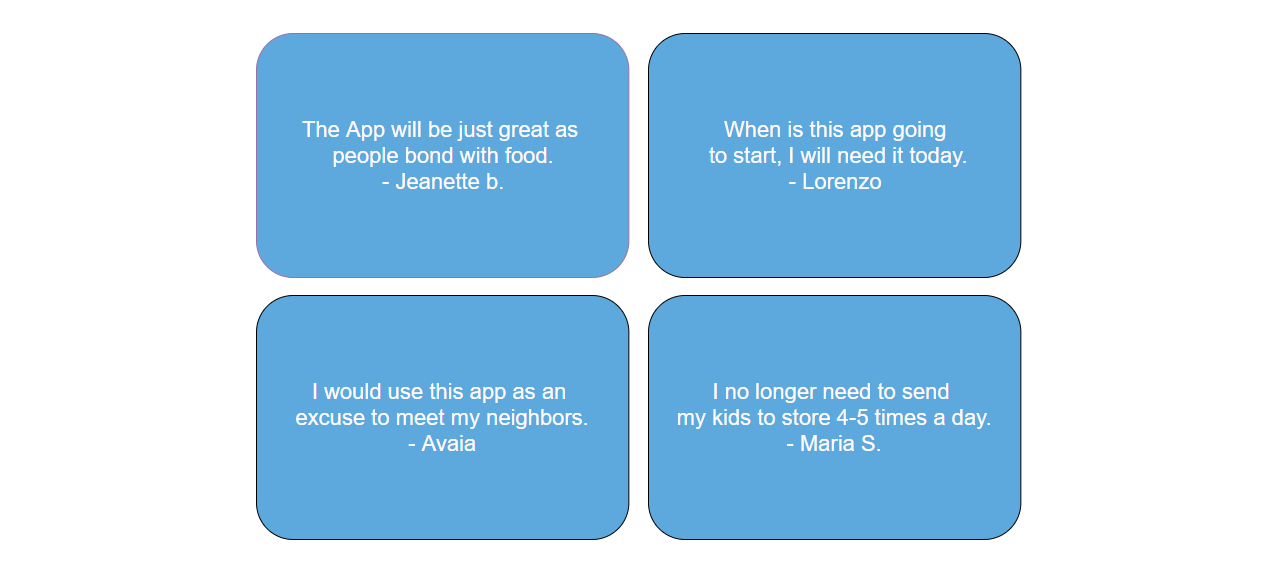 The App will be just great as
people bond with food.
- Jeanette b.
When is this app going
to start, I will need it today.
- Lorenzo
I would use this app as an
excuse to meet my neighbors.
- Avaia
I no longer need to send
my kids to store 4-5 times a day.
- Maria S.